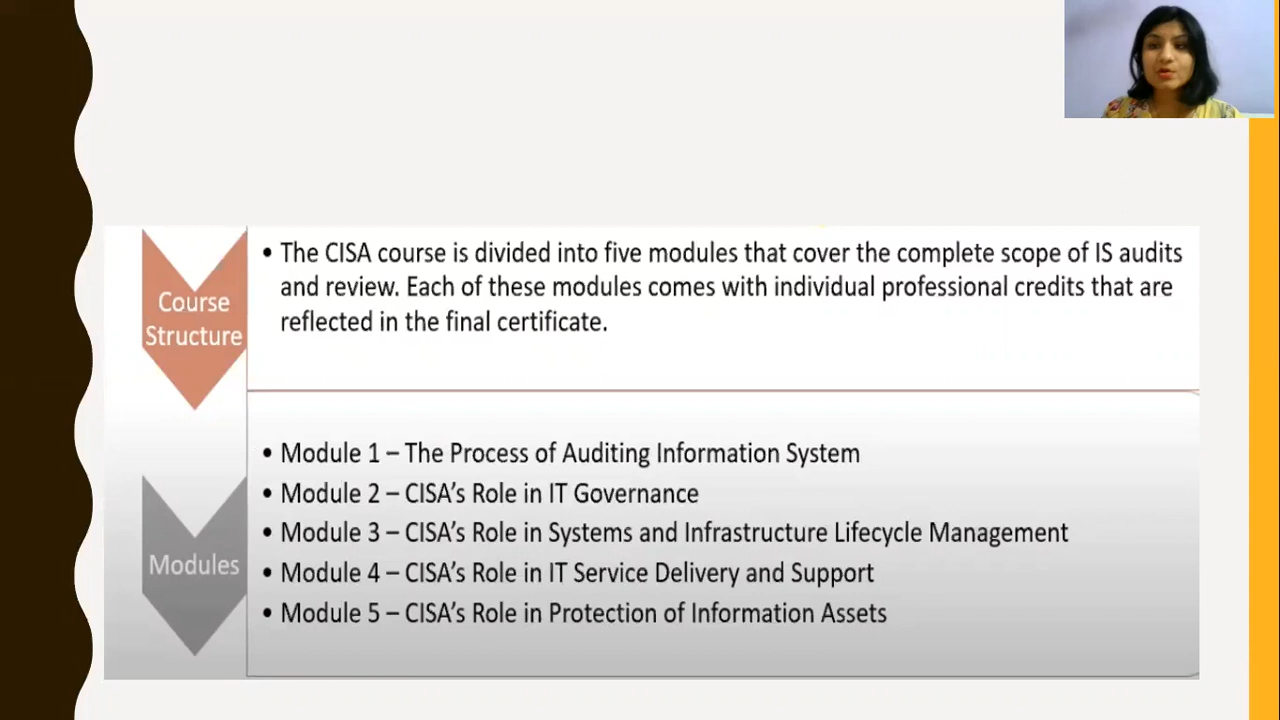 Course
Structure
• The CISA course is divided into five modules that cover the complete scope of IS audits
and review. Each of these modules comes with individual professional credits that are
reflected in the final certificate.
Modules
• Module 1 – The Process of Auditing Information System
• Module 2 – CISA's Role in IT Governance
• Module 3 – CISA's Role in Systems and Infrastructure Lifecycle Management
• Module 4 – CISA's Role in IT Service Delivery and Support
• Module 5 – CISA's Role in Protection of Information Assets